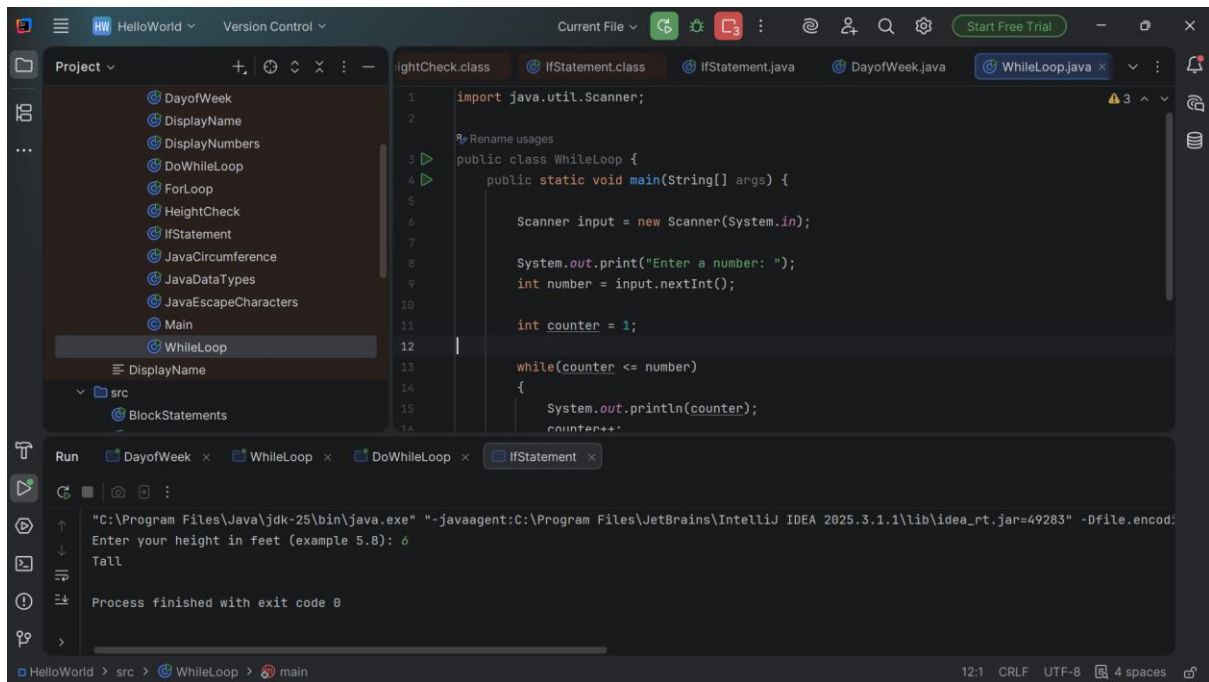 HW HelloWorld Version Control Current File 3 Start Free Trial
Project
DayofWeek
DisplayName
DisplayNumbers
DoWhileLoop
ForLoop
HeightCheck
IfStatement
JavaCircumference
JavaDataTypes
JavaEscapeCharacters
Main
WhileLoop
DisplayName
src
BlockStatements
ightCheck.class IfStatement.class IfStatement.java DayofWeek.java WhileLoop.java
3
1 import java.util.Scanner;
2
Rename usages
3 public class WhileLoop {
4 public static void main(String[] args) {
5
6 Scanner input = new Scanner(System.in);
7
8 System.out.print("Enter a number: ");
9 int number = input.nextInt();
10
11 int counter = 1;
12
13 while(counter <= number)
14 {
15 System.out.println(counter);
16 counter++;
Run DayofWeek WhileLoop DoWhileLoop IfStatement
"C:\Program Files\Java\jdk-25\bin\java.exe" "-javaagent:C:\Program Files\JetBrains\IntelliJ IDEA 2025.3.1.1\lib\idea_rt.jar=49283" -Dfile.encodi
Enter your height in feet (example 5.8): 6
Tall
Process finished with exit code 0
HelloWorld > src > WhileLoop > main 12:1 CRLF UTF-8 4 spaces